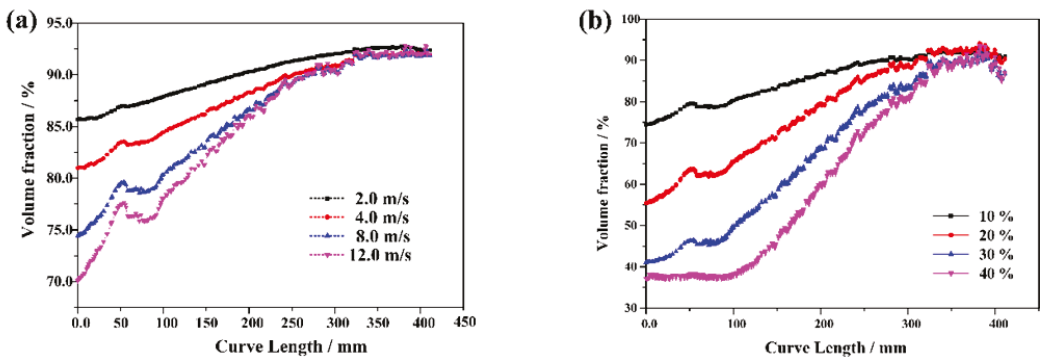 (a)
95.0
90.0
85.0
80.0
75.0
70.0
Volume fraction / %
0.0 50 100 150 200 250 300 350 400 450
Curve Length / mm
2.0 m/s
4.0 m/s
8.0 m/s
12.0 m/s
(b)
100
90
80
70
60
50
40
30
Volume fraction / %
0.0 100 200 300 400
Curve Length / mm
10 %
20 %
30 %
40 %